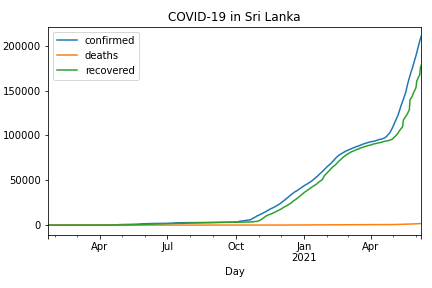 COVID-19 in Sri Lanka
confirmed
deaths
recovered
200000
150000
100000
50000
0
Apr Jul Oct Jan Apr
2021
Day